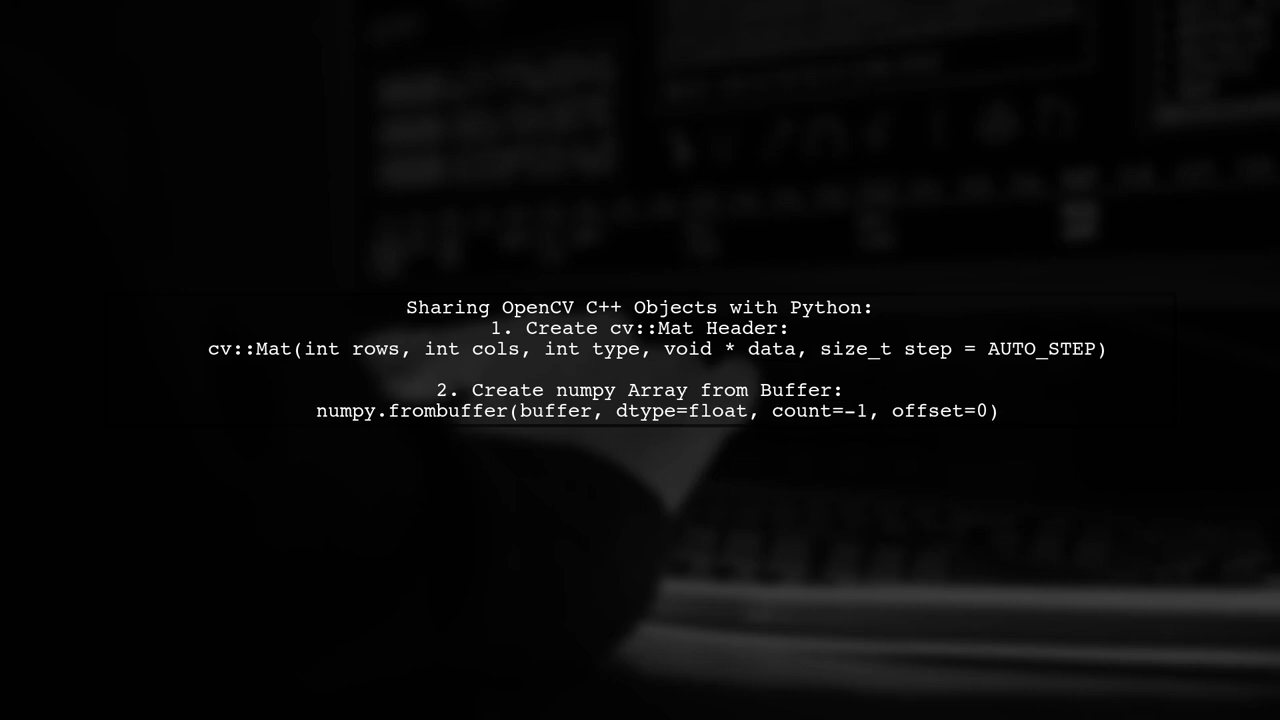 Sharing OpenCV C++ Objects with Python:
1. Create cv::Mat Header:
cv::Mat(int rows, int cols, int type, void * data, size_t step = AUTO_STEP)
2. Create numpy Array from Buffer:
numpy.frombuffer(buffer, dtype=float, count=-1, offset=0)